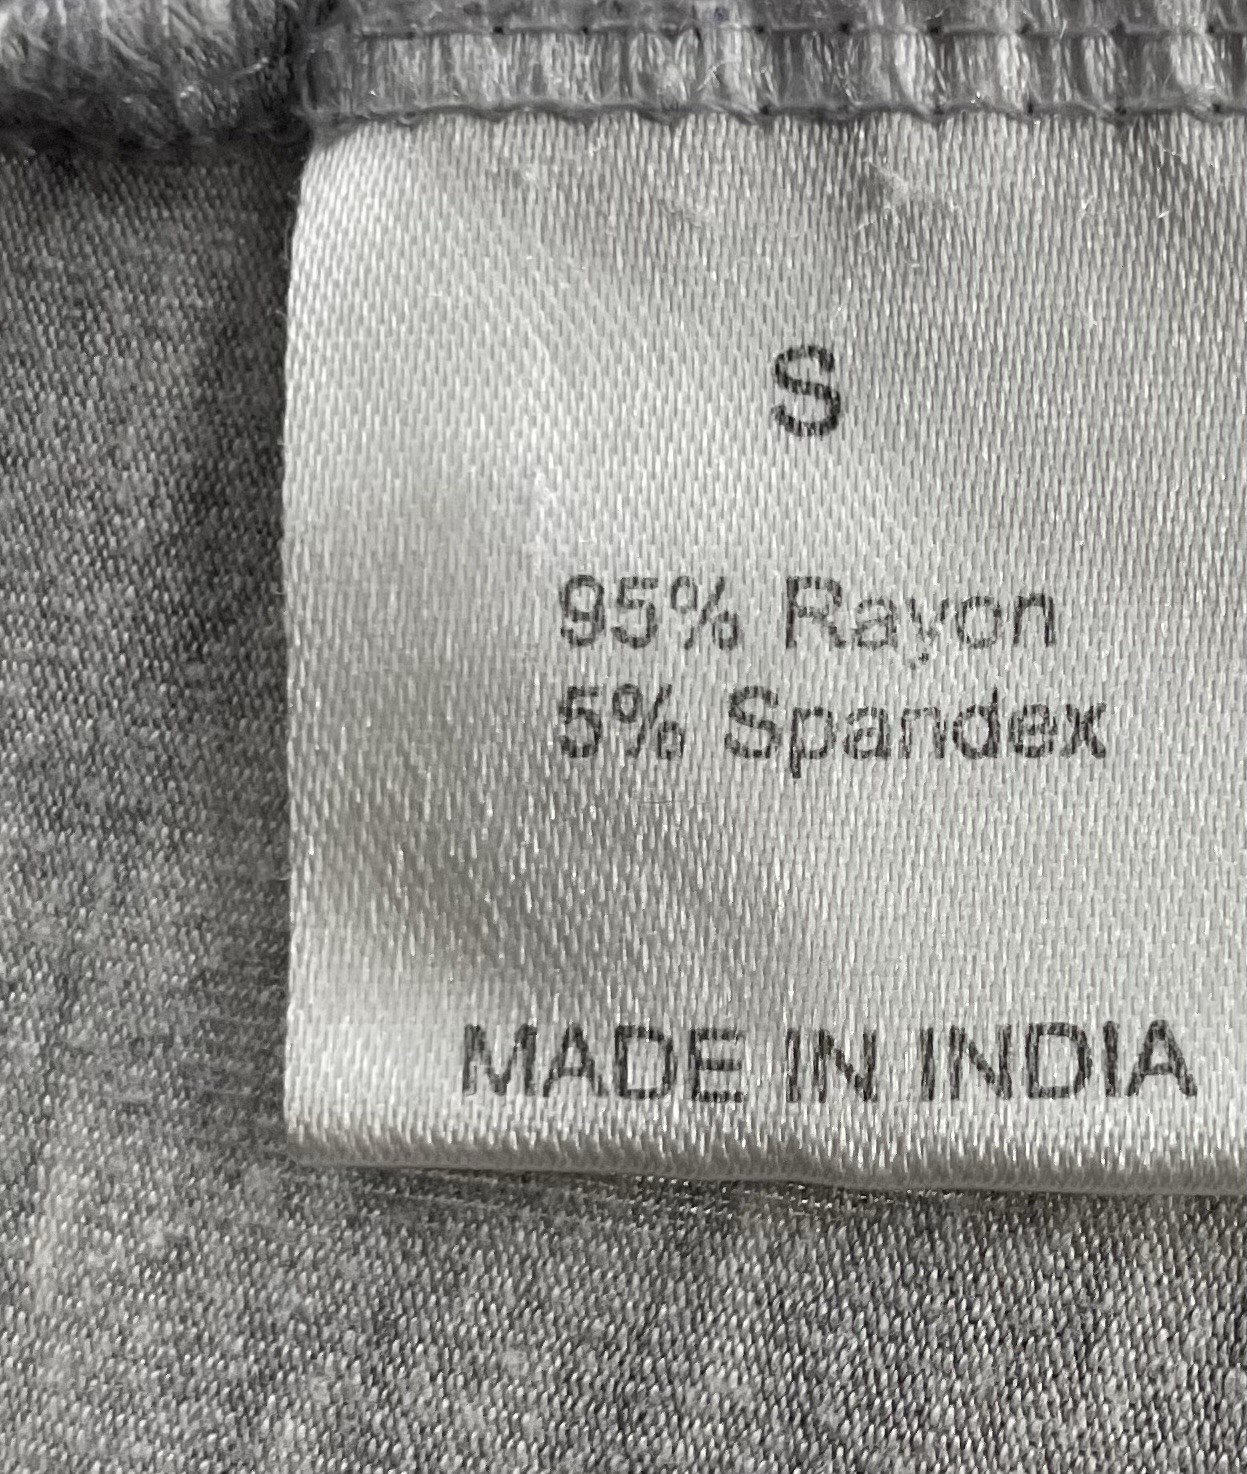 S
95% Rayon
5% Spandex
MADE IN INDIA